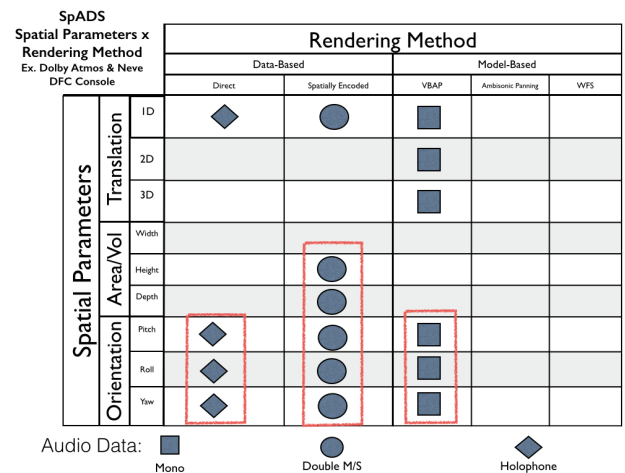 SpADS
Spatial Parameters x
Rendering Method
Ex. Dolby Atmos & Neve
DFC Console
Rendering Method
Data-Based
Model-Based
Direct
Spatially Encoded
VBAP
Ambisonic Panning
WFS
Spatial Parameters
Translation
1D
2D
3D
Area/Vol
Width
Height
Depth
Orientation
Pitch
Roll
Yaw
Audio Data:
Mono
Double M/S
Holophone